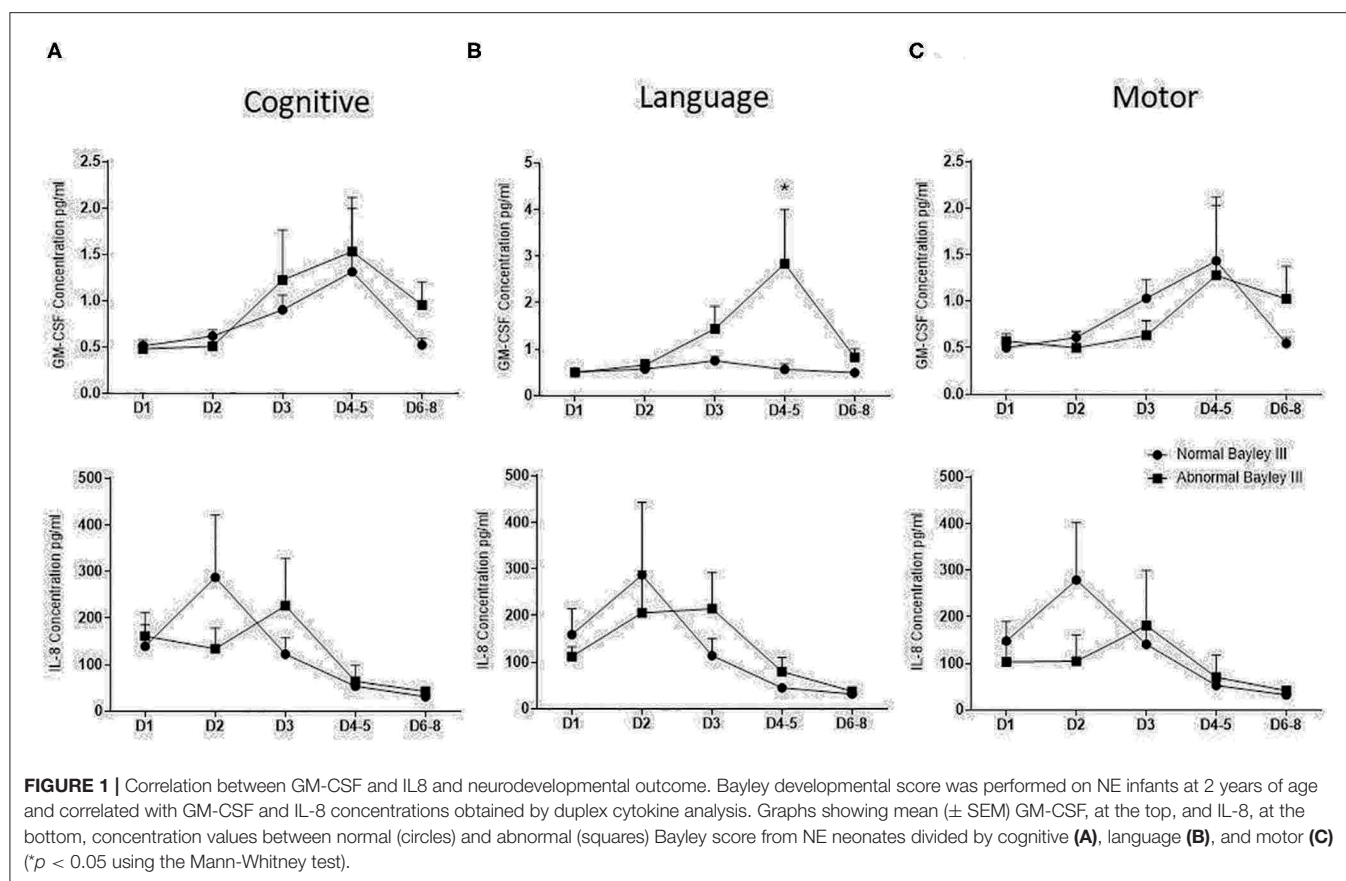 A
B
C
Cognitive
Language
Motor
GM-CSF Concentration pg/ml
2.5
2.0
1.5
1.0
0.5
0.0
D1 D2 D3 D4-5 D6-8
GM-CSF Concentration pg/ml
5
4
3
2
1
0
*
D1 D2 D3 D4-5 D6-8
GM-CSF Concentration pg/ml
2.5
2.0
1.5
1.0
0.5
0.0
D1 D2 D3 D4-5 D6-8
Normal Bayley III
Abnormal Bayley III
IL-8 Concentration pg/ml
500
400
300
200
100
0
D1 D2 D3 D4-5 D6-8
IL-8 Concentration pg/ml
500
400
300
200
100
0
D1 D2 D3 D4-5 D6-8
IL-8 Concentration pg/ml
500
400
300
200
100
0
D1 D2 D3 D4-5 D6-8
FIGURE 1 | Correlation between GM-CSF and IL8 and neurodevelopmental outcome. Bayley developmental score was performed on NE infants at 2 years of age
and correlated with GM-CSF and IL-8 concentrations obtained by duplex cytokine analysis. Graphs showing mean (± SEM) GM-CSF, at the top, and IL-8, at the
bottom, concentration values between normal (circles) and abnormal (squares) Bayley score from NE neonates divided by cognitive (A), language (B), and motor (C)
(*p < 0.05 using the Mann-Whitney test).